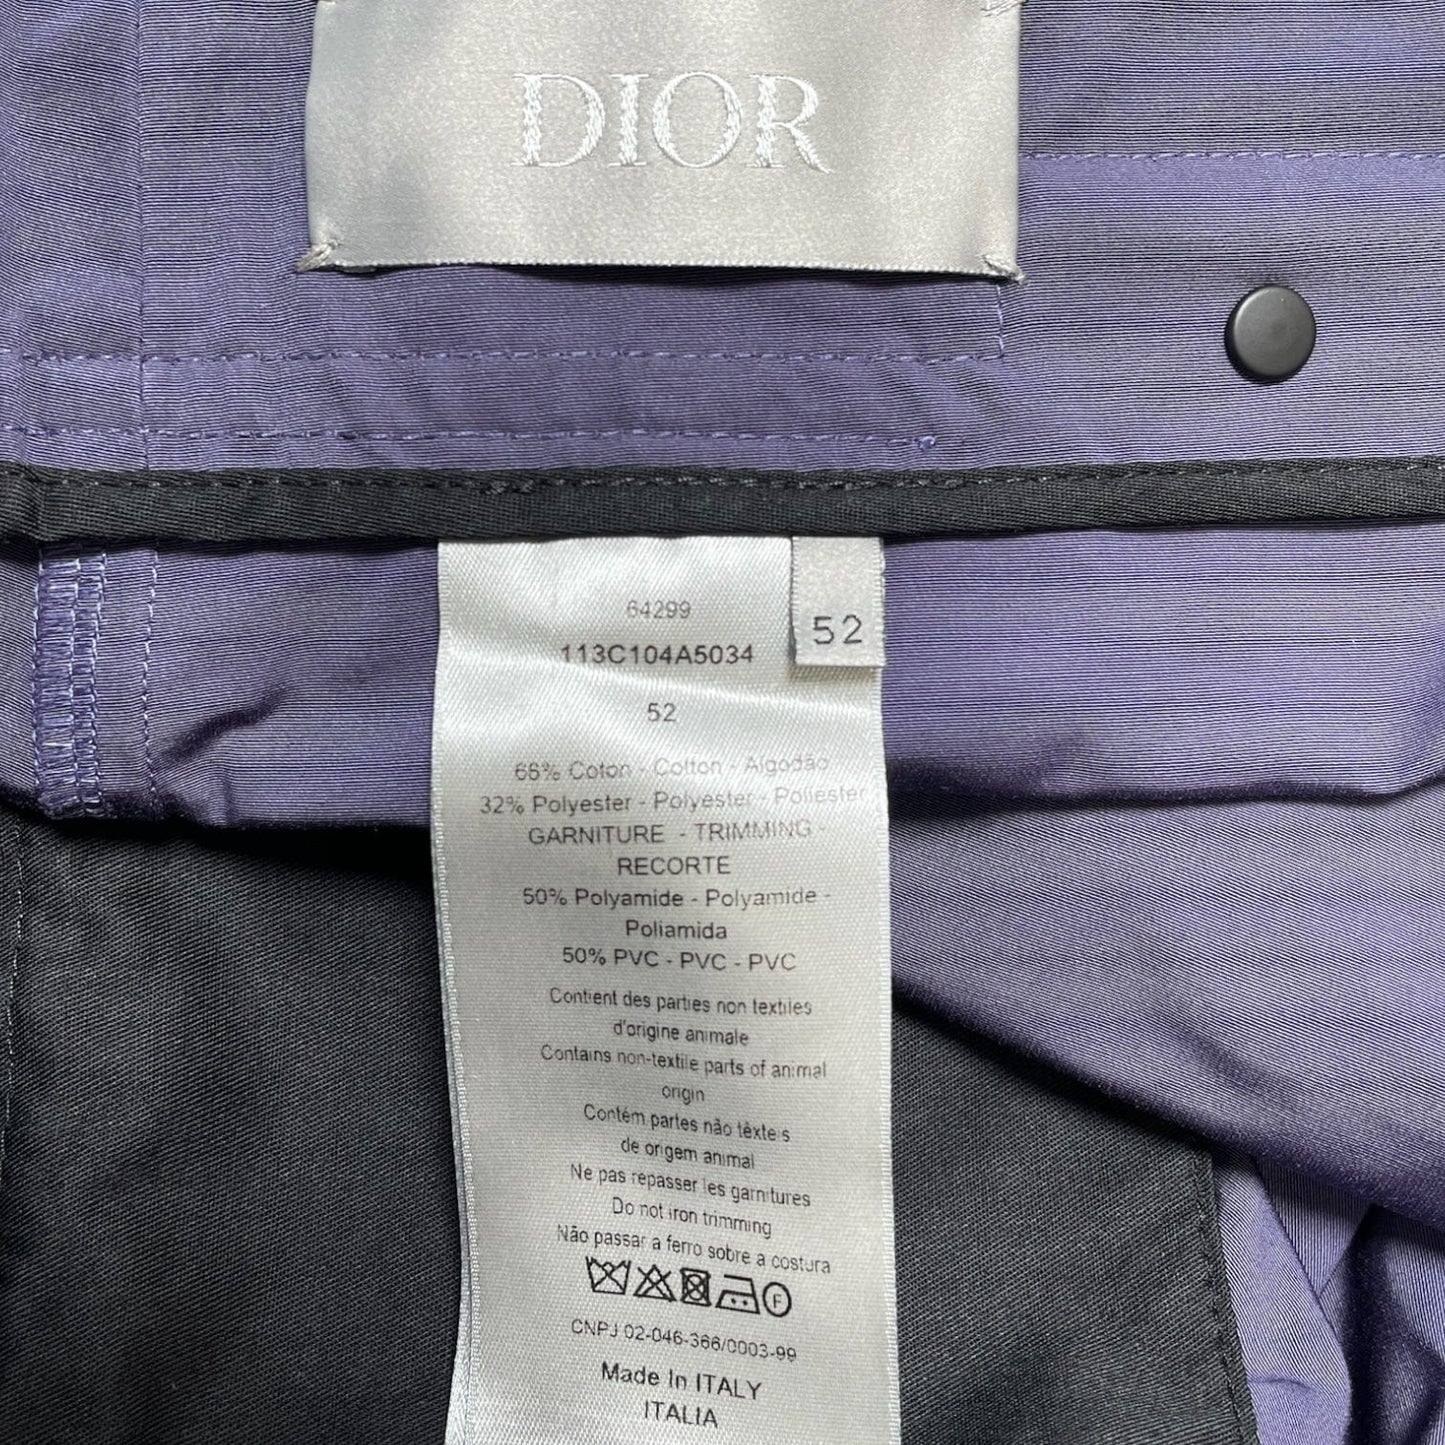 DIOR
64299
52
113C104A5034
52
68% Coton - Cotton - Algodão
32% Polyester - Polyester - Poliester
GARNITURE - TRIMMING -
RECORTE
50% Polyamide - Polyamide -
Poliamida
50% PVC - PVC - PVC
Contient des parties non textiles
d'origine animale
Contains non-textile parts of animal
origin
Contém partes não têxteis
de origem animal
Ne pas repasser les garnitures
Do not iron trimming
Não passar a ferro sobre a costura
F
CNPJ 02-046-366/0003-99
Made In ITALY
ITALIA